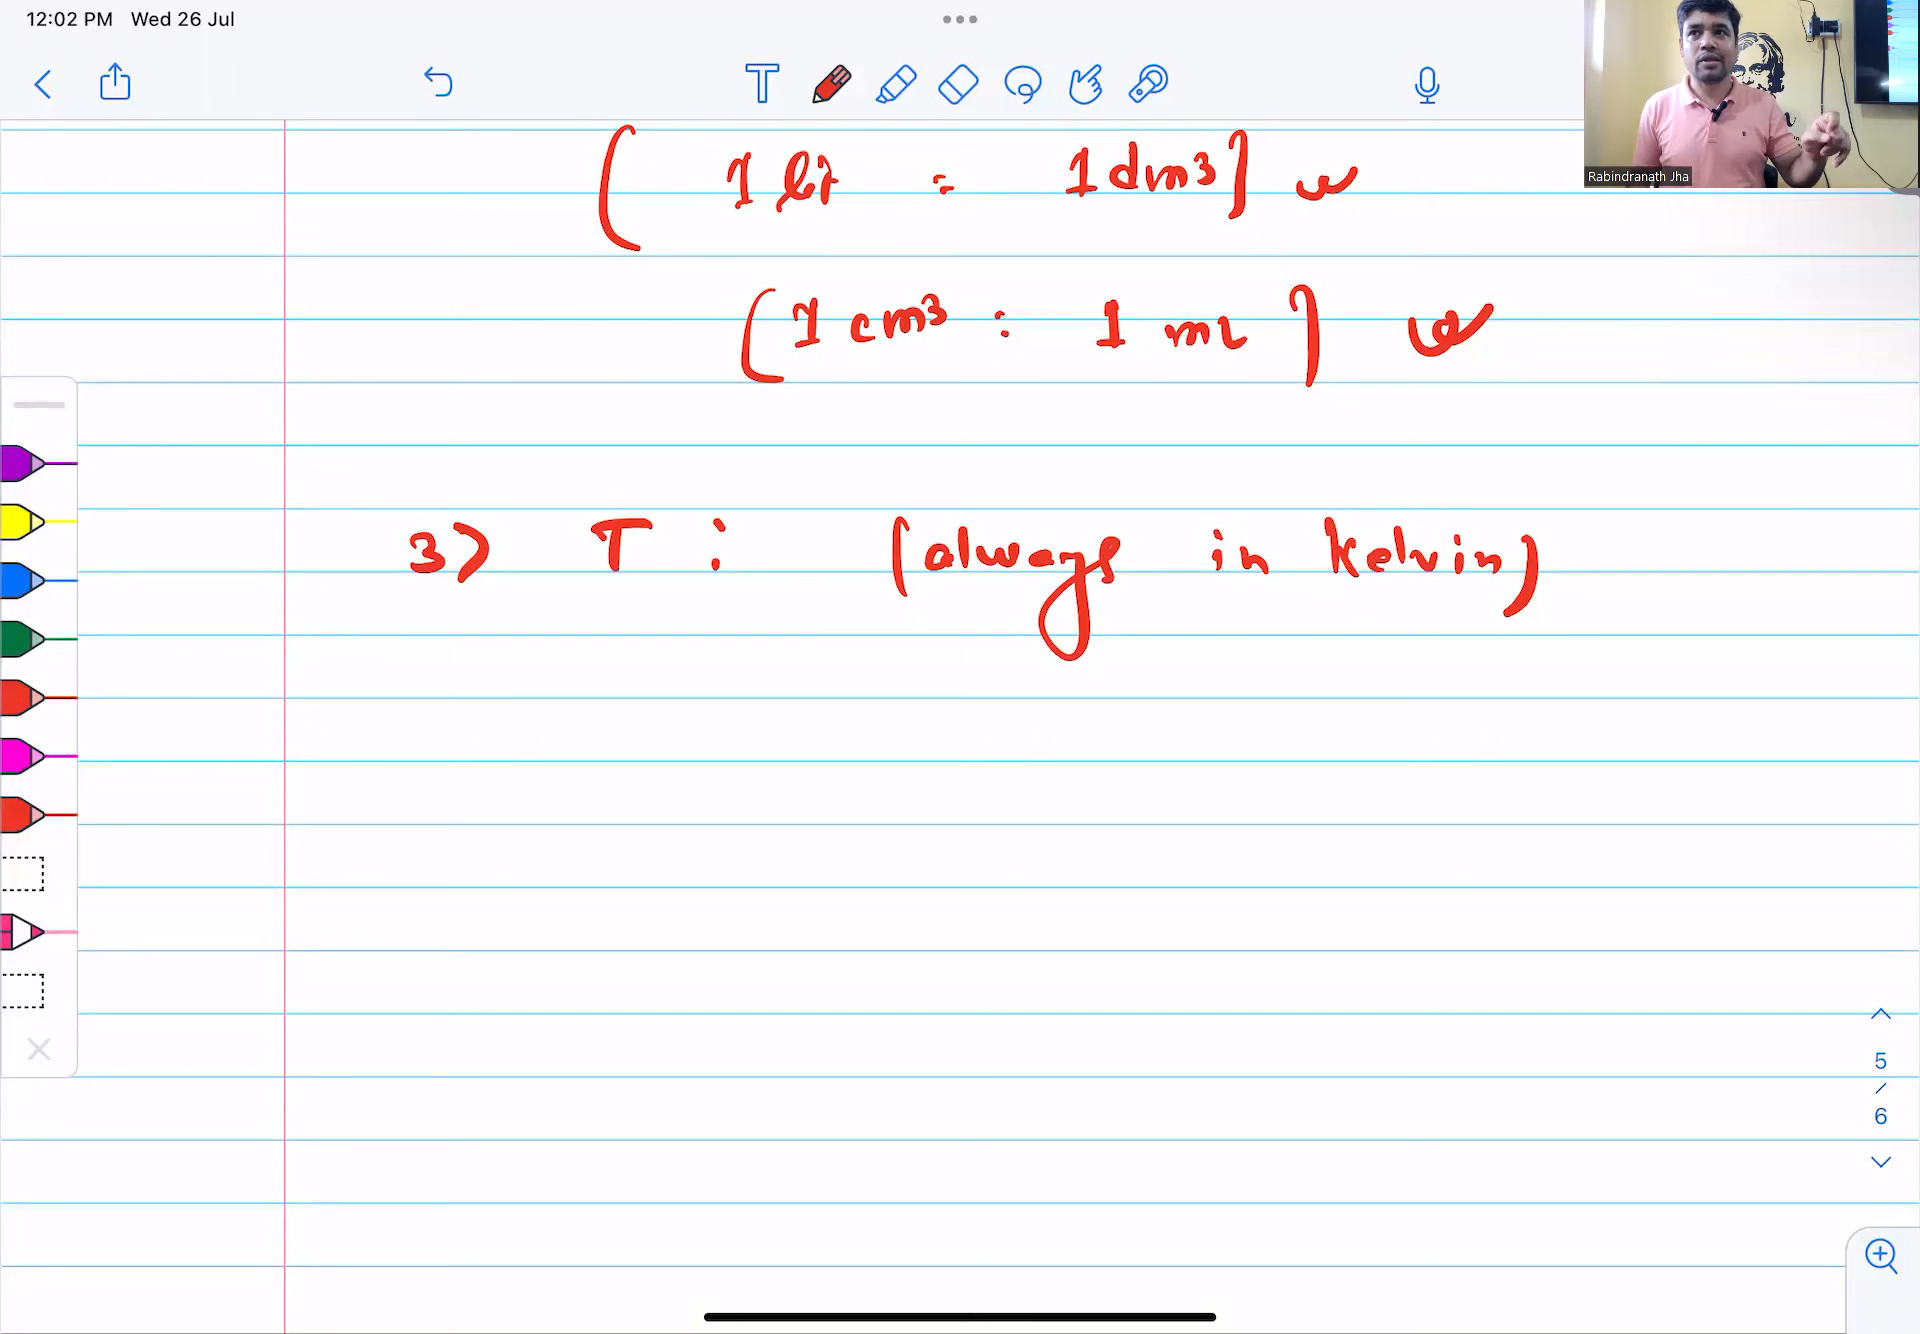 12:02 PM Wed 26 Jul
Rabindranath Jha
( 1 lit = 1 dm3 ]
[ 1 cm3 = 1 mL ]
3) T : (always in kelvin)
5
/
6